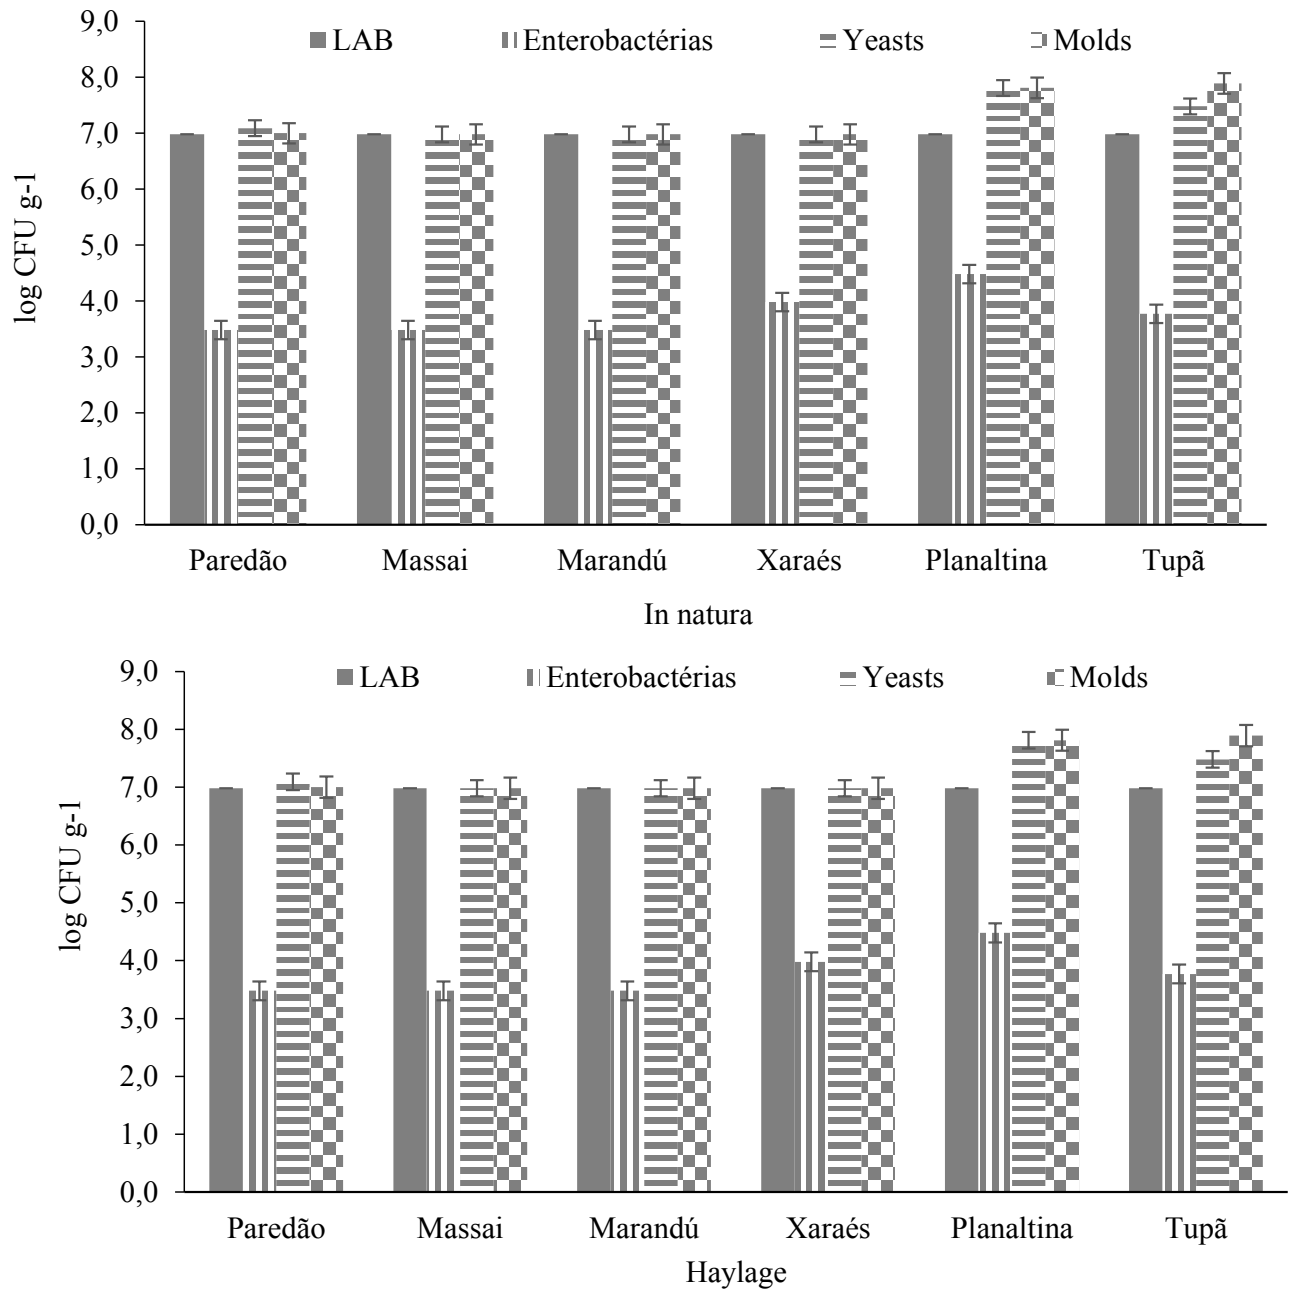 9,0
LAB Enterobactérias Yeasts Molds
8,0
7,0
6,0
5,0
4,0
3,0
2,0
1,0
0,0
log CFU g-1
Paredão Massai Marandú Xaraés Planaltina Tupã
In natura
9,0
LAB Enterobactérias Yeasts Molds
8,0
7,0
6,0
5,0
4,0
3,0
2,0
1,0
0,0
log CFU g-1
Paredão Massai Marandú Xaraés Planaltina Tupã
Haylage